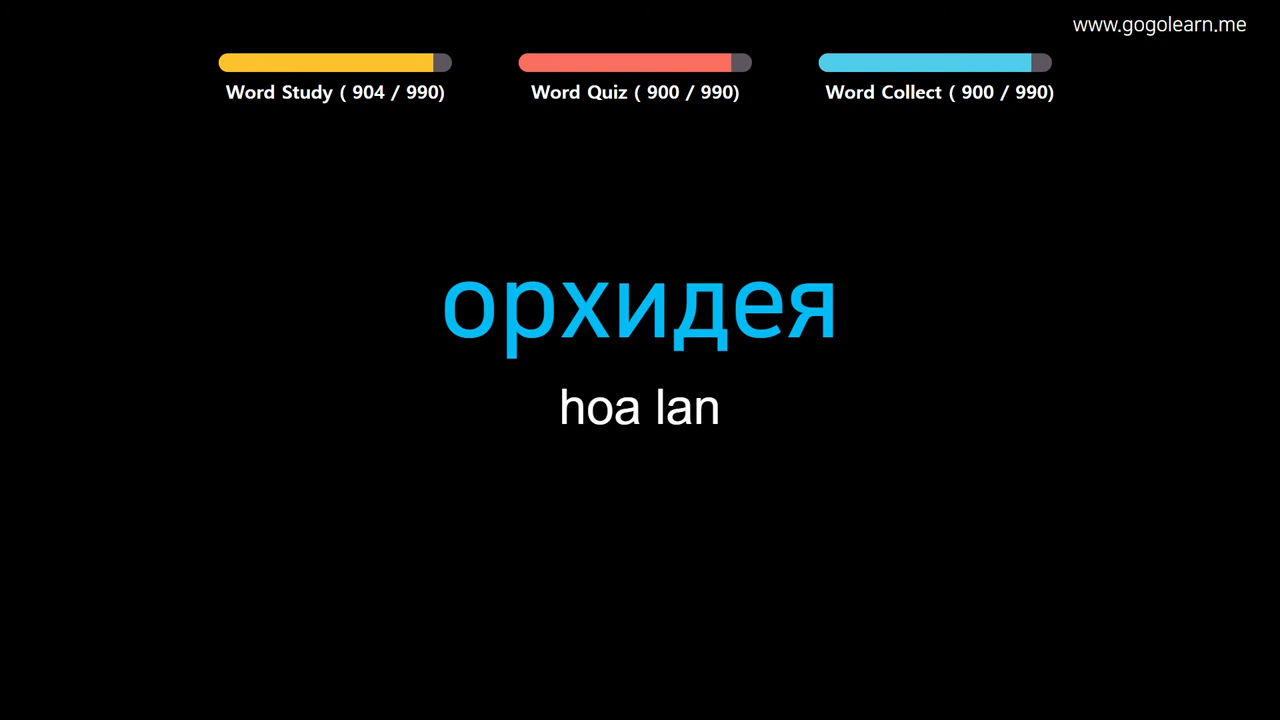 www.gogolearn.me
Word Study ( 904 / 990)
Word Quiz ( 900 / 990)
Word Collect ( 900 / 990)
орхидея
hoa lan